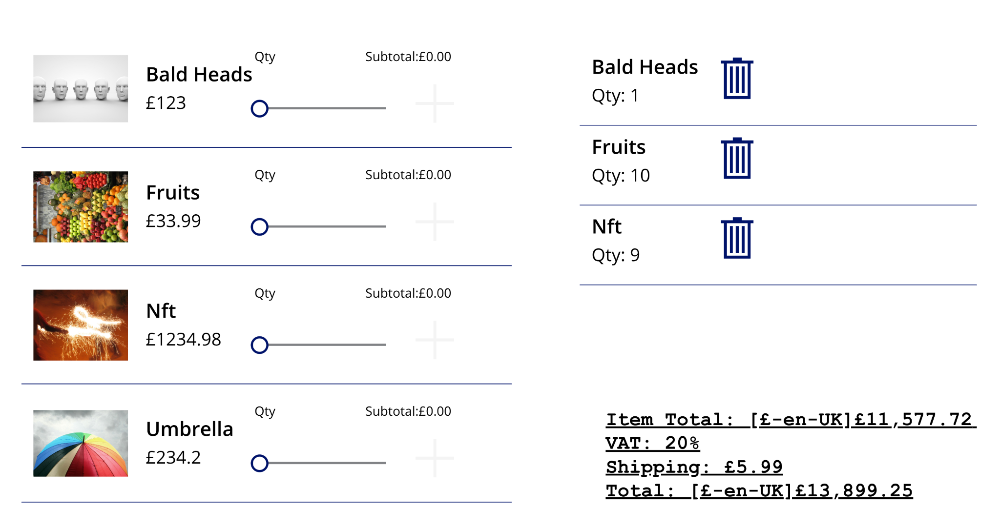 Bald Heads
£123
Qty
Subtotal:£0.00
Fruits
£33.99
Qty
Subtotal:£0.00
Nft
£1234.98
Qty
Subtotal:£0.00
Umbrella
£234.2
Qty
Subtotal:£0.00
Bald Heads
Qty: 1
Fruits
Qty: 10
Nft
Qty: 9
Item Total: [£-en-UK]£11,577.72
VAT: 20%
Shipping: £5.99
Total: [£-en-UK]£13,899.25